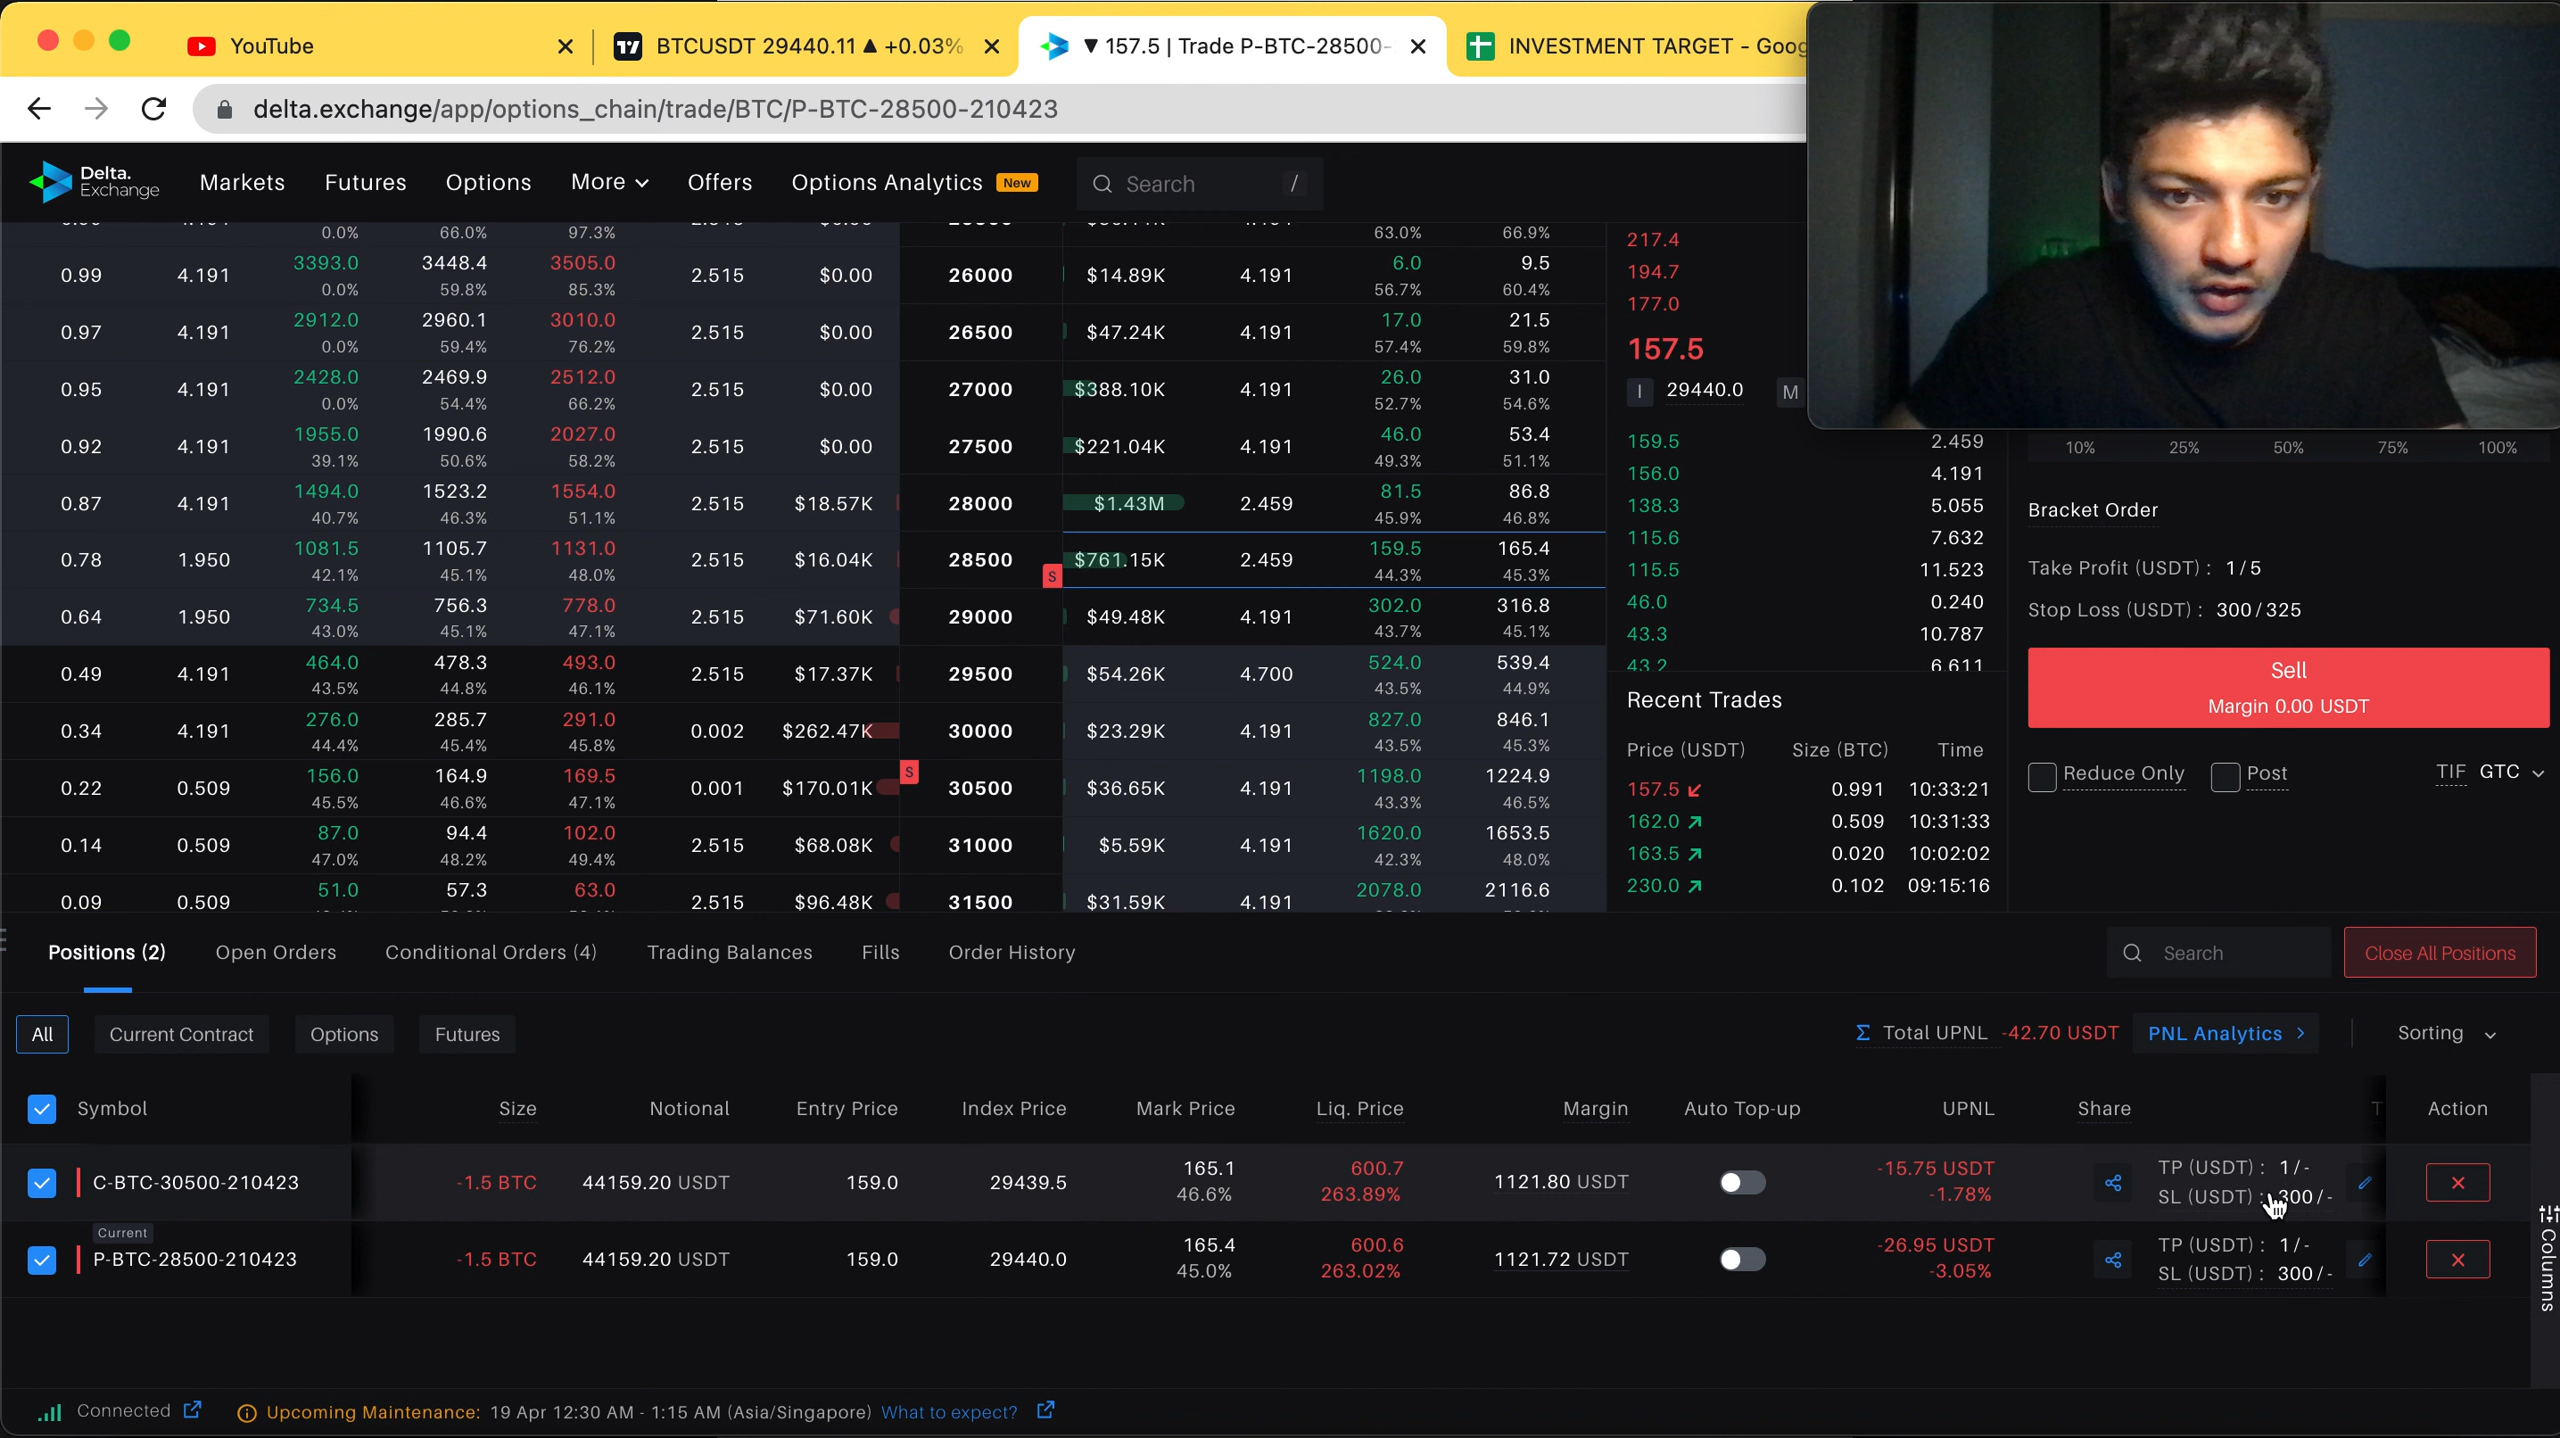 YouTube
BTCUSDT 29440.11 ▲ +0.03%
▼ 157.5 | Trade P-BTC-28500-
INVESTMENT TARGET - Goog
delta.exchange/app/options_chain/trade/BTC/P-BTC-28500-210423
Delta. Exchange
Markets Futures Options More Offers Options Analytics New Search /
0.0% 66.0% 97.3% 63.0% 66.9%
0.99 4.191 3393.0 3448.4 3505.0 2.515 $0.00 26000 $14.89K 4.191 6.0 9.5
0.0% 59.8% 85.3% 56.7% 60.4%
0.97 4.191 2912.0 2960.1 3010.0 2.515 $0.00 26500 $47.24K 4.191 17.0 21.5
0.0% 59.4% 76.2% 57.4% 59.8%
0.95 4.191 2428.0 2469.9 2512.0 2.515 $0.00 27000 $388.10K 4.191 26.0 31.0
0.0% 54.4% 66.2% 52.7% 54.6%
0.92 4.191 1955.0 1990.6 2027.0 2.515 $0.00 27500 $221.04K 4.191 46.0 53.4
39.1% 50.6% 58.2% 49.3% 51.1%
0.87 4.191 1494.0 1523.2 1554.0 2.515 $18.57K 28000 $1.43M 2.459 81.5 86.8
40.7% 46.3% 51.1% 45.9% 46.8%
0.78 1.950 1081.5 1105.7 1131.0 2.515 $16.04K 28500 S $761.15K 2.459 159.5 165.4
42.1% 45.1% 48.0% 44.3% 45.3%
0.64 1.950 734.5 756.3 778.0 2.515 $71.60K 29000 $49.48K 4.191 302.0 316.8
43.0% 45.1% 47.1% 43.7% 45.1%
0.49 4.191 464.0 478.3 493.0 2.515 $17.37K 29500 $54.26K 4.700 524.0 539.4
43.5% 44.8% 46.1% 43.5% 44.9%
0.34 4.191 276.0 285.7 291.0 0.002 $262.47K 30000 $23.29K 4.191 827.0 846.1
44.4% 45.4% 45.8% 43.5% 45.3%
0.22 0.509 156.0 164.9 169.5 0.001 $170.01K S 30500 $36.65K 4.191 1198.0 1224.9
45.5% 46.6% 47.1% 43.3% 46.5%
0.14 0.509 87.0 94.4 102.0 2.515 $68.08K 31000 $5.59K 4.191 1620.0 1653.5
47.0% 48.2% 49.4% 42.3% 48.0%
0.09 0.509 51.0 57.3 63.0 2.515 $96.48K 31500 $31.59K 4.191 2078.0 2116.6
217.4
194.7
177.0
157.5
I 29440.0 M
159.5 2.459
156.0 4.191
138.3 5.055
115.6 7.632
115.5 11.523
46.0 0.240
43.3 10.787
43.2 6.611
Recent Trades
Price (USDT) Size (BTC) Time
157.5 ↙ 0.991 10:33:21
162.0 ↗ 0.509 10:31:33
163.5 ↗ 0.020 10:02:02
230.0 ↗ 0.102 09:15:16
10% 25% 50% 75% 100%
Bracket Order
Take Profit (USDT) : 1 / 5
Stop Loss (USDT) : 300 / 325
Sell
Margin 0.00 USDT
Reduce Only Post TIF GTC
Positions (2) Open Orders Conditional Orders (4) Trading Balances Fills Order History Search Close All Positions
All Current Contract Options Futures Σ Total UPNL -42.70 USDT PNL Analytics > Sorting
Symbol Size Notional Entry Price Index Price Mark Price Liq. Price Margin Auto Top-up UPNL Share T Action
C-BTC-30500-210423 -1.5 BTC 44159.20 USDT 159.0 29439.5 165.1 600.7 1121.80 USDT -15.75 USDT TP (USDT) : 1 / -
46.6% 263.89% -1.78% SL (USDT) : 300 / -
Current
P-BTC-28500-210423 -1.5 BTC 44159.20 USDT 159.0 29440.0 165.4 600.6 1121.72 USDT -26.95 USDT TP (USDT) : 1 / -
45.0% 263.02% -3.05% SL (USDT) : 300 / -
Columns
Connected Upcoming Maintenance: 19 Apr 12:30 AM - 1:15 AM (Asia/Singapore) What to expect?